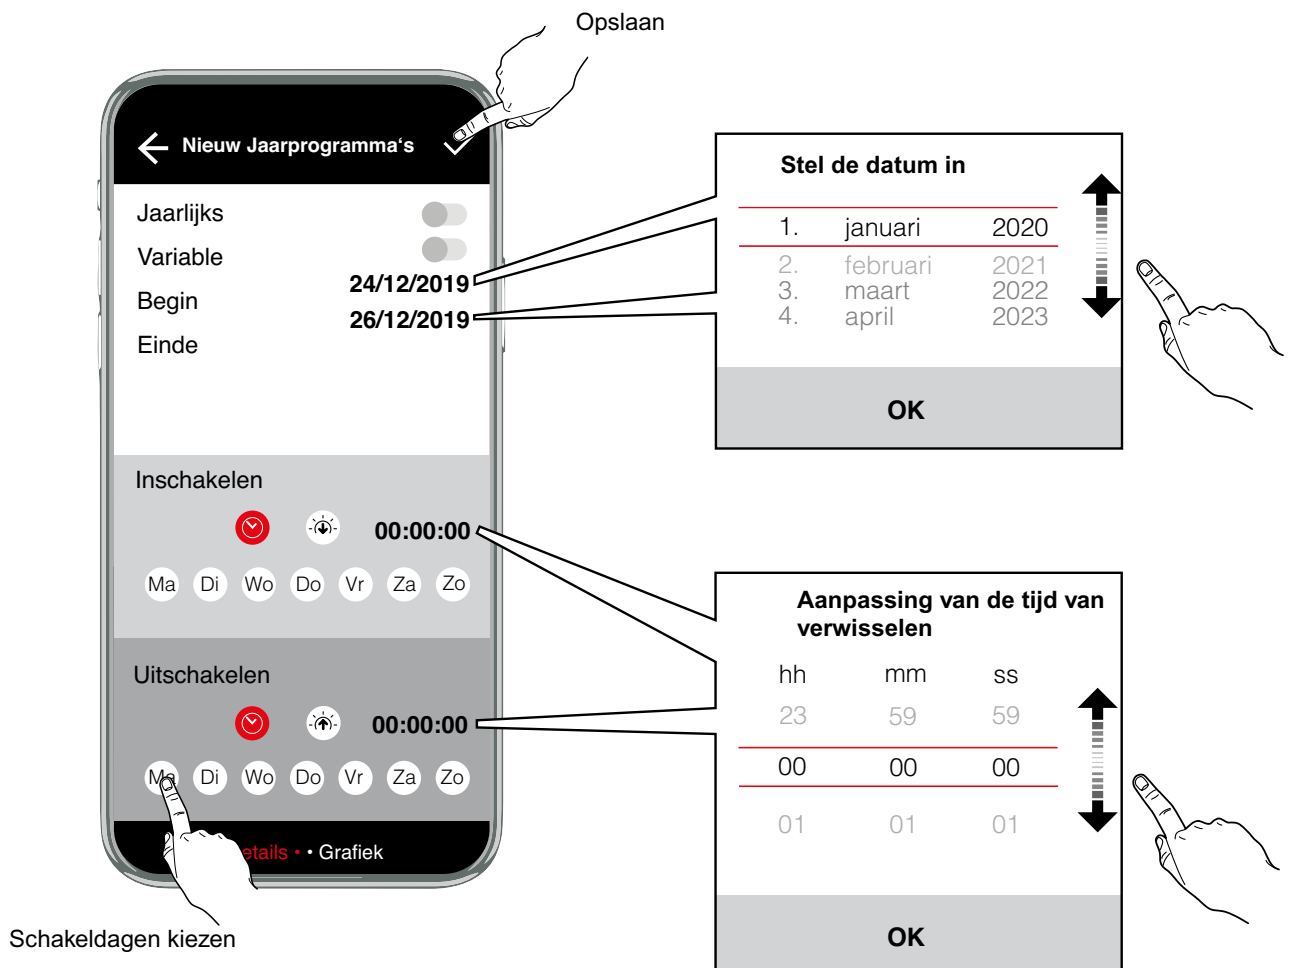 Opslaan
Nieuw Jaarprogramma‘s
Jaarlijks
Variable
Begin 24/12/2019
Einde 26/12/2019
Inschakelen
00:00:00
Ma Di Wo Do Vr Za Zo
Uitschakelen
00:00:00
Ma Di Wo Do Vr Za Zo
etails • • Grafiek
Schakeldagen kiezen
Stel de datum in
1. januari 2020
2. februari 2021
3. maart 2022
4. april 2023
OK
Aanpassing van de tijd van
verwisselen
hh mm ss
23 59 59
00 00 00
01 01 01
OK